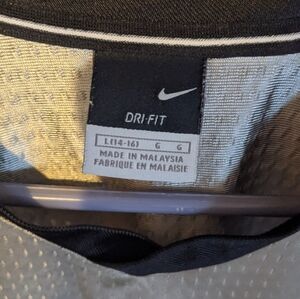 DRI-FIT
L(14-16) G G
MADE IN MALAYSIA
FABRIQUE EN MALAISIE